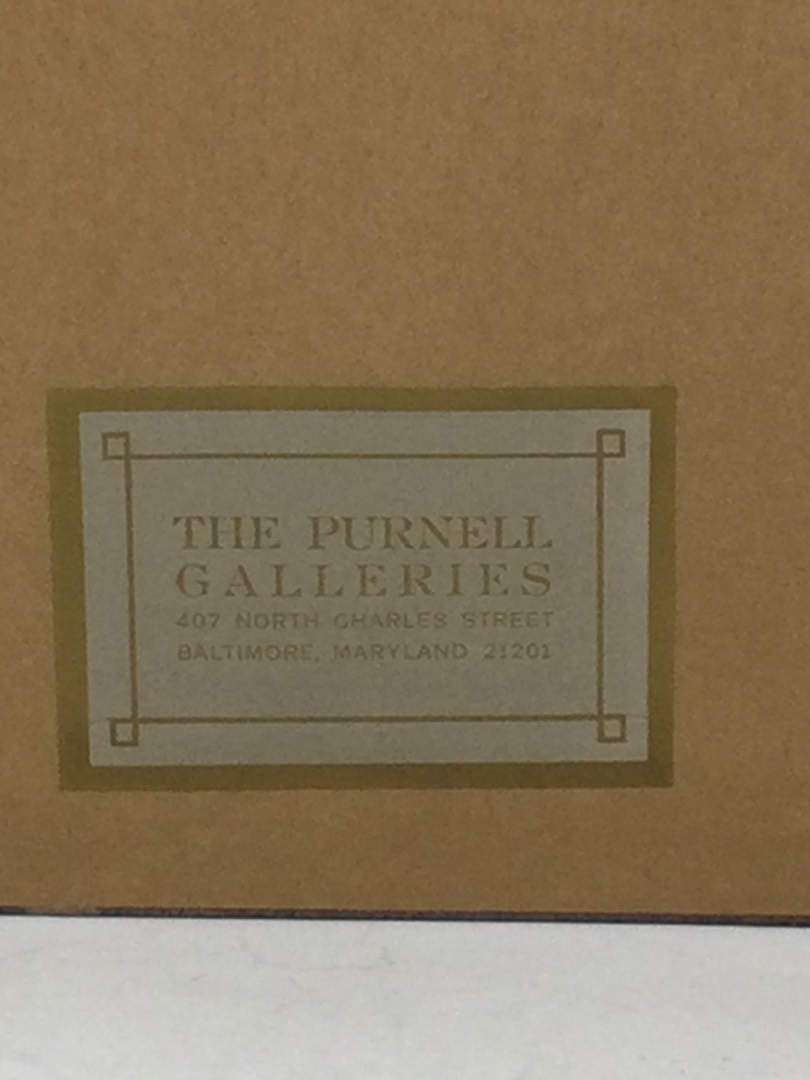 THE PURNELL
GALLERIES
407 NORTH CHARLES STREET
BALTIMORE, MARYLAND 21201